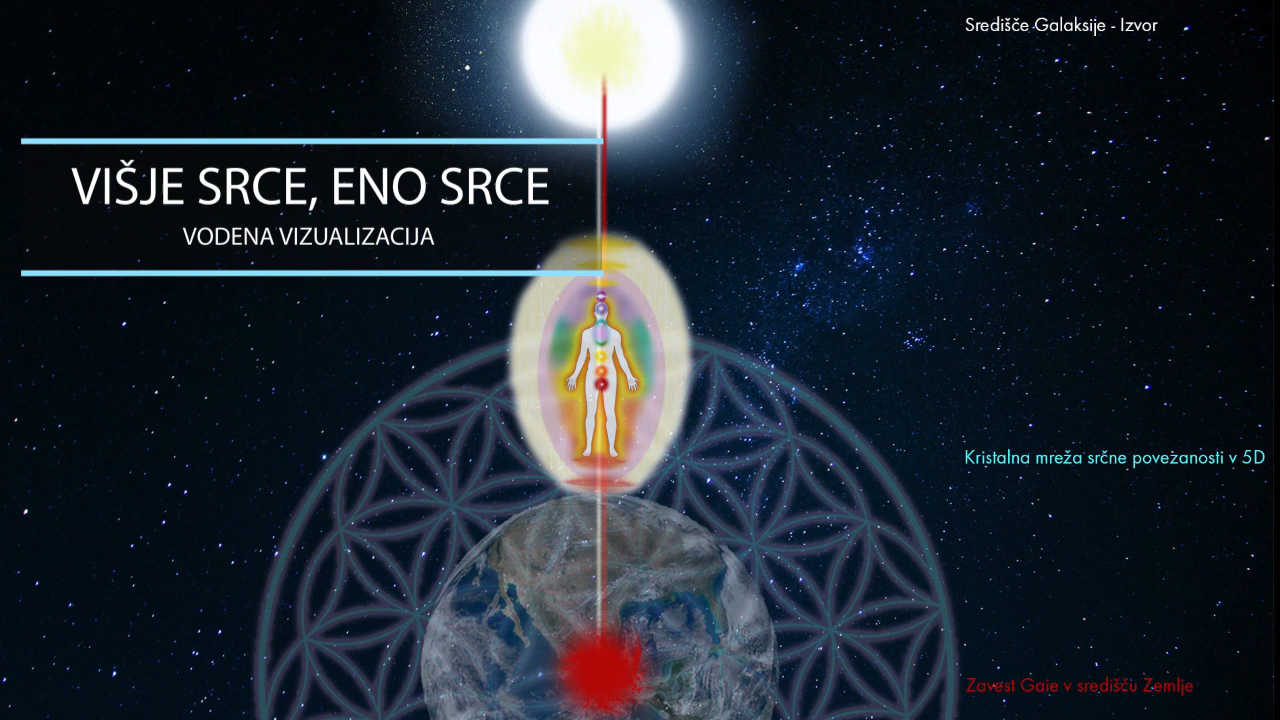 Središče Galaksije - Izvor
VIŠJE SRCE, ENO SRCE
VODENA VIZUALIZACIJA
Kristalna mreža srčne povezanosti v 5D
Zavest Gaie v središču Zemlje